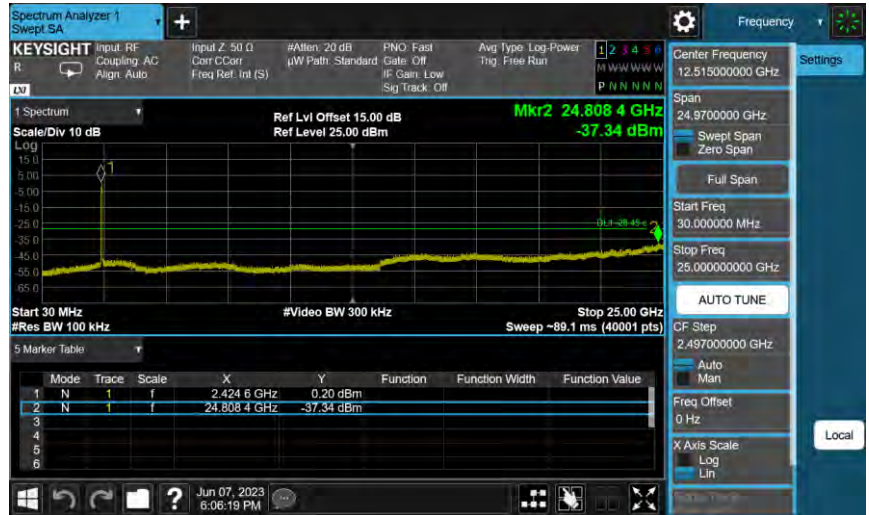 Spectrum Analyzer 1
Swept SA
+
Frequency
KEYSIGHT Input: RF Input Z: 50 Ω #Atten: 20 dB PNO: Fast Avg Type: Log-Power 1 2 3 4 5 6
R Coupling: AC Corr CCorr µW Path: Standard Gate: Off Trig: Free Run M W W W W W
Align: Auto Freq Ref: Int (S) IF Gain: Low
LXI Sig Track: Off P N N N N N
Center Frequency
12.515000000 GHz
Settings
1 Spectrum
Scale/Div 10 dB
Ref Lvl Offset 15.00 dB
Ref Level 25.00 dBm
Mkr2 24.808 4 GHz
-37.34 dBm
Log
15.0
5.00
-5.00
-15.0
-25.0
-35.0
-45.0
-55.0
-65.0
1
2
Span
24.9700000 GHz
Swept Span
Zero Span
Full Span
Start Freq
30.000000 MHz
Stop Freq
25.000000000 GHz
AUTO TUNE
Start 30 MHz #Video BW 300 kHz Stop 25.00 GHz
#Res BW 100 kHz Sweep ~89.1 ms (40001 pts)
CF Step
2.497000000 GHz
Auto
Man
Freq Offset
0 Hz
X Axis Scale
Log
Lin
Local
5 Marker Table
Mode Trace Scale X Y Function Function Width Function Value
1 N 1 f 2.424 6 GHz 0.20 dBm
2 N 1 f 24.808 4 GHz -37.34 dBm
3
4
5
6
? Jun 07, 2023
6:06:19 PM